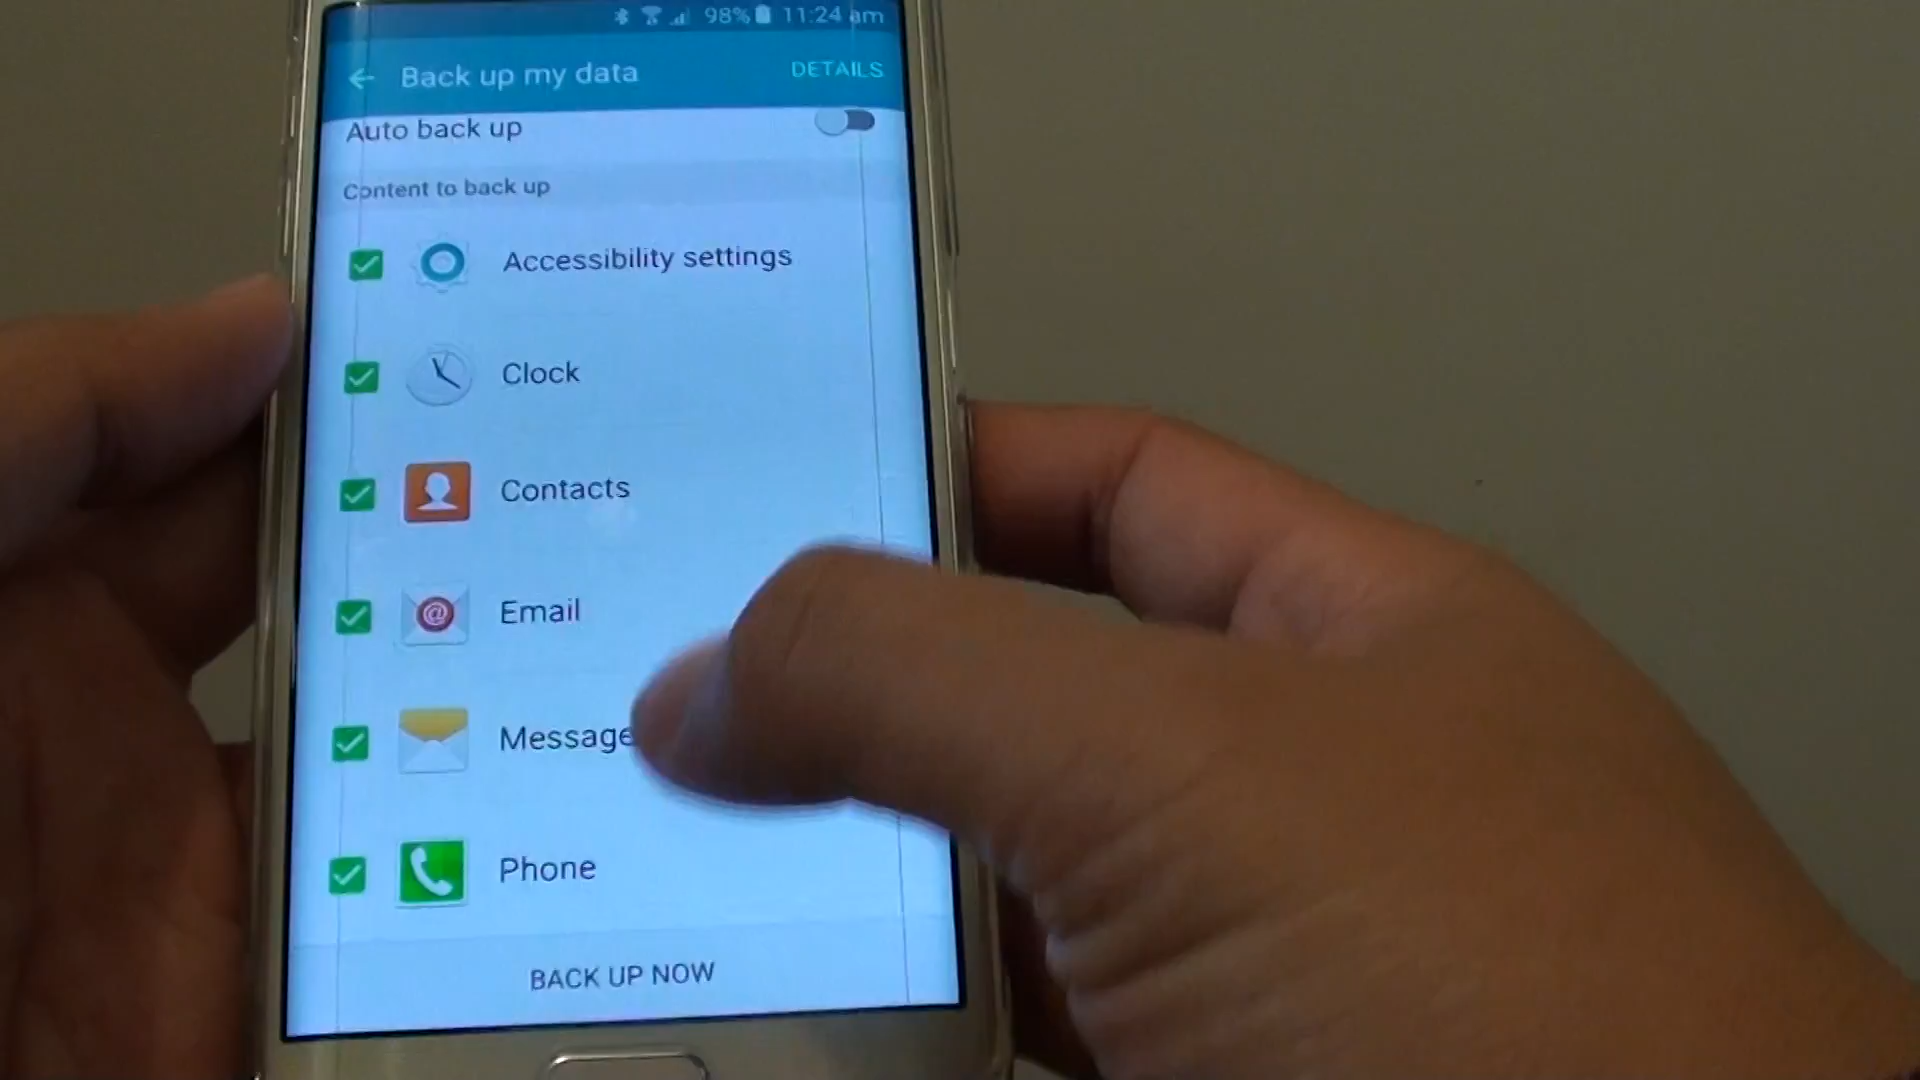 98% 11:24 am
Back up my data
DETAILS
Auto back up
Content to back up
Accessibility settings
Clock
Contacts
@
Email
Message
Phone
BACK UP NOW